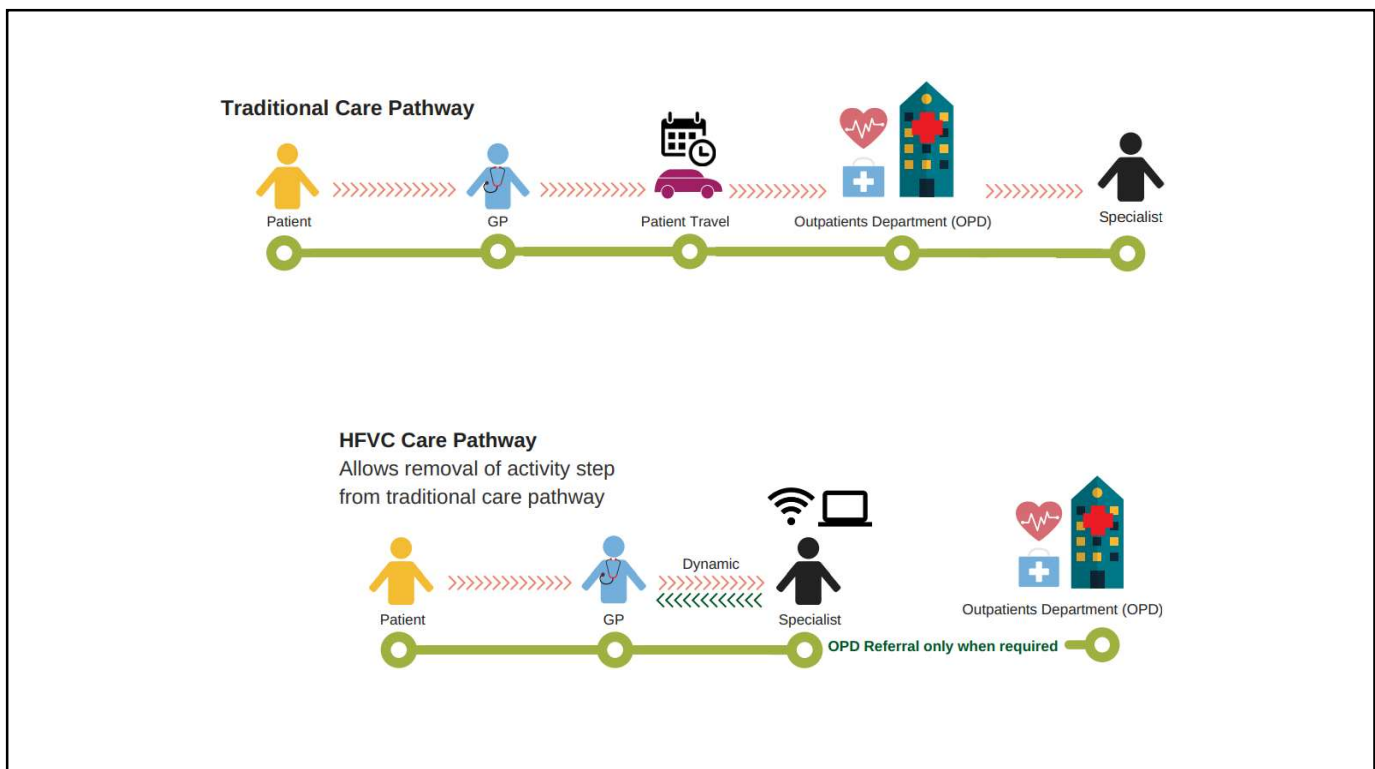 Traditional Care Pathway
Patient
GP
Patient Travel
Outpatients Department (OPD)
Specialist
HFVC Care Pathway
Allows removal of activity step
from traditional care pathway
Dynamic
Patient
GP
Specialist
Outpatients Department (OPD)
OPD Referral only when required